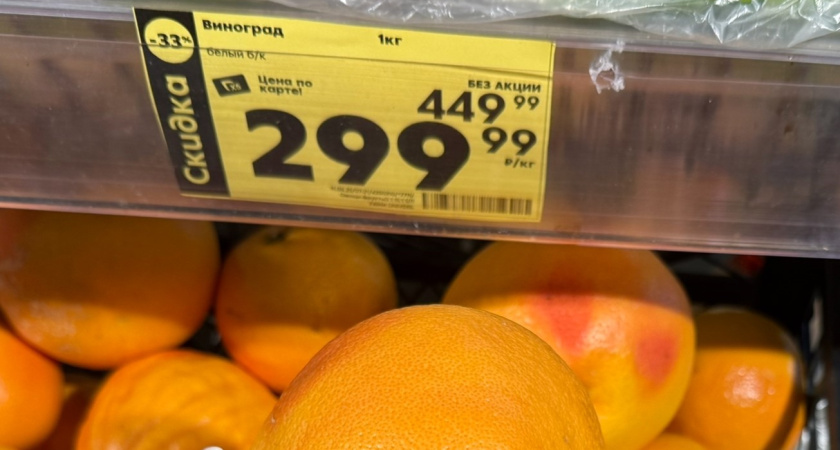 -33%
Скидка
Виноград 1кг
белый б/к
Цена по
карте!
БЕЗ АКЦИИ
449 99
299 99
₽/кг